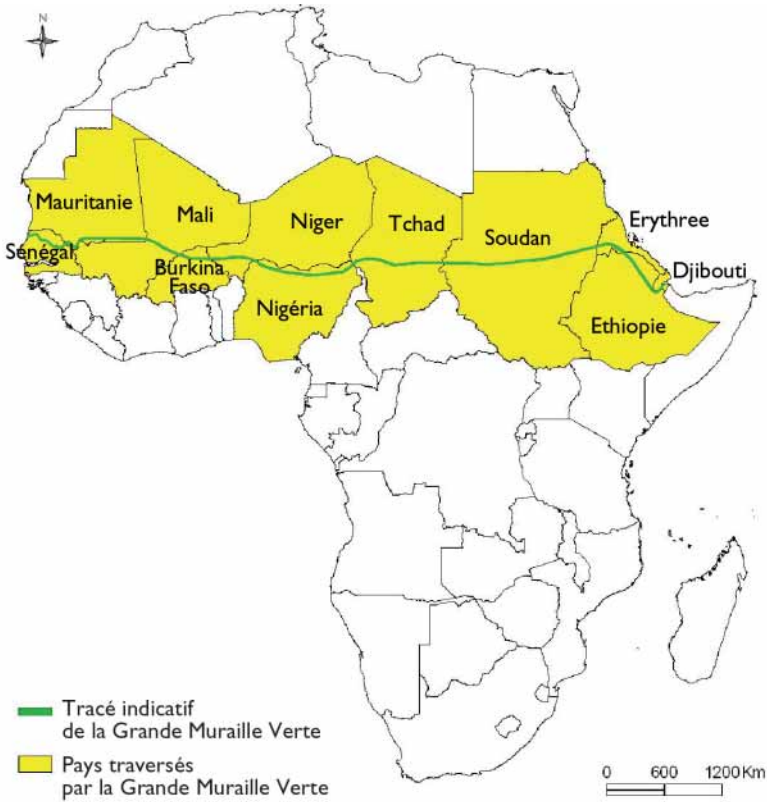 N
Mauritanie
Mali
Niger
Tchad
Soudan
Erythree
Sénégal
Burkina
Faso
Djibouti
Nigéria
Ethiopie
Tracé indicatif
de la Grande Muraille Verte
Pays traversés
par la Grande Muraille Verte
0 600 1200 Km